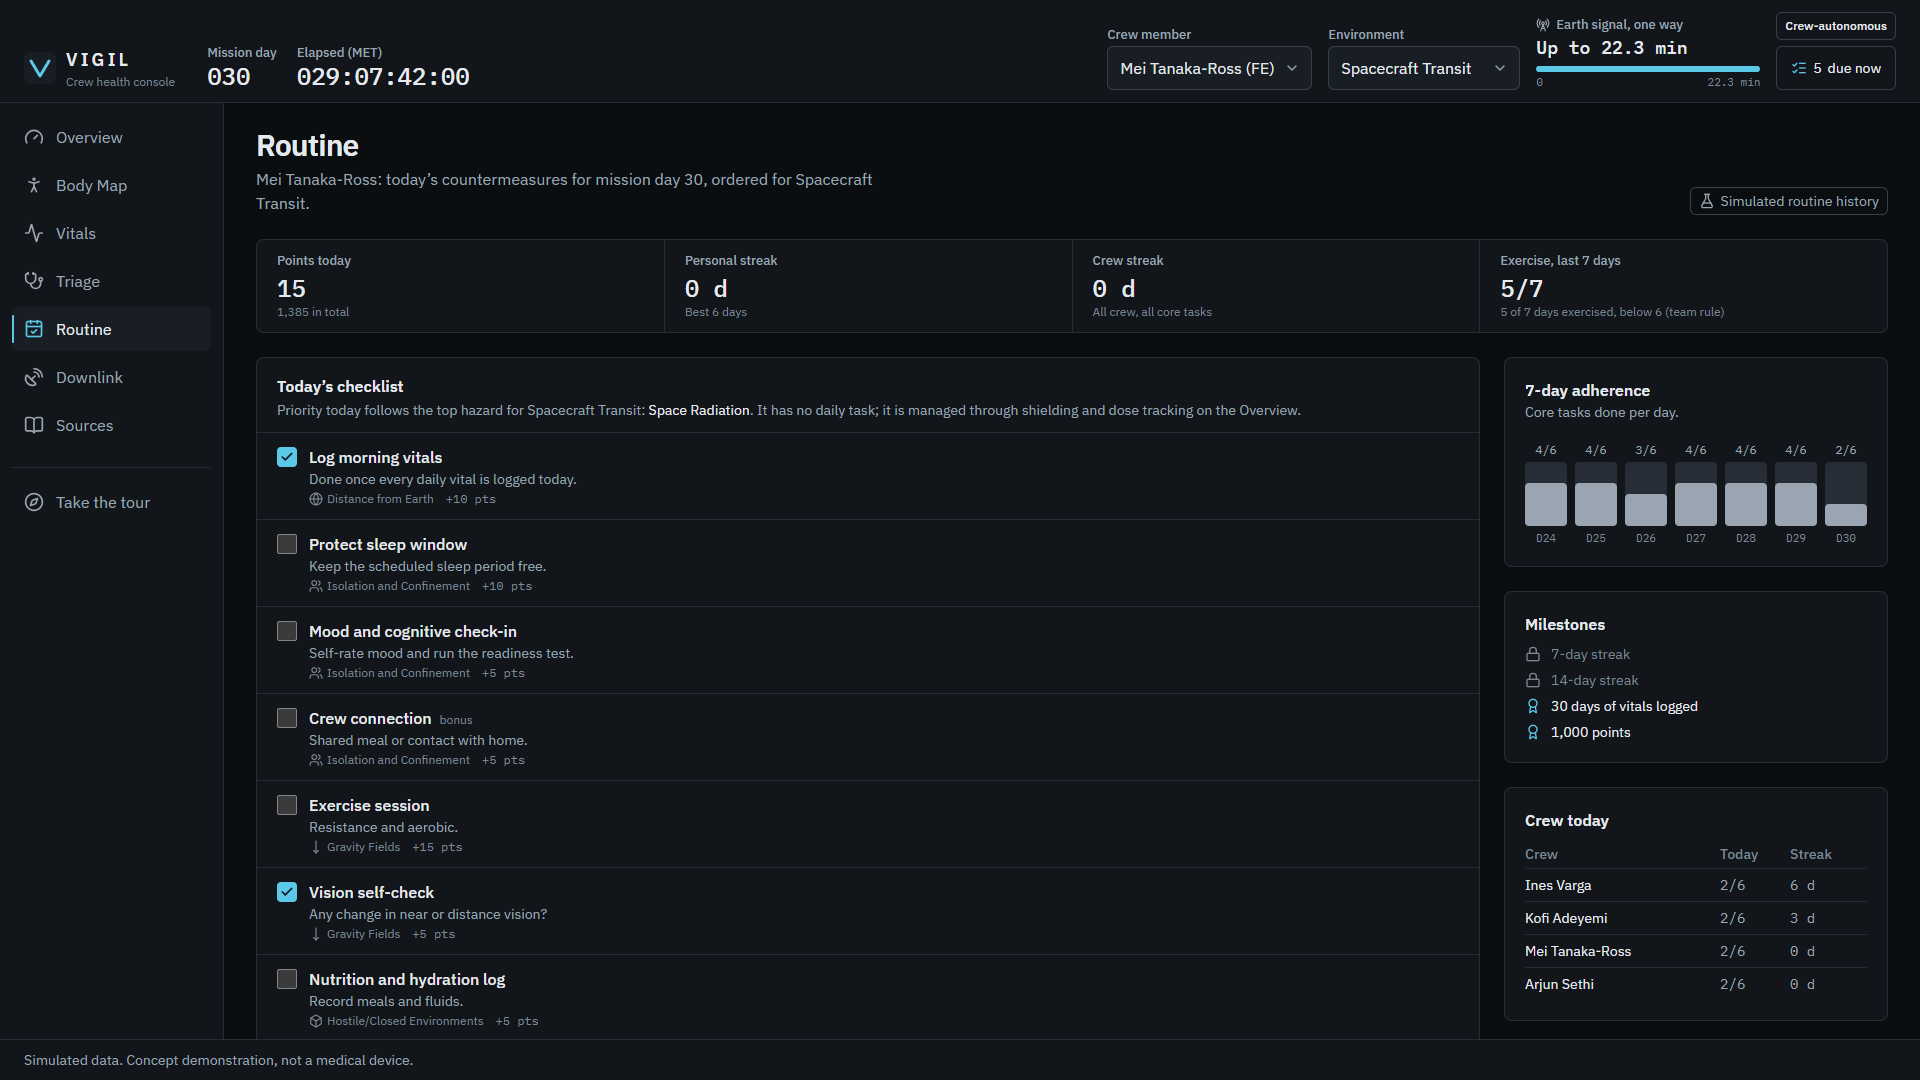 VIGIL
Crew health console
Mission day
030
Elapsed (MET)
029:07:42:00
Crew member
Mei Tanaka-Ross (FE)
Environment
Spacecraft Transit
Earth signal, one way
Up to 22.3 min
0
22.3 min
Crew-autonomous
5 due now
Overview
Body Map
Vitals
Triage
Routine
Downlink
Sources
Take the tour
Routine
Mei Tanaka-Ross: today’s countermeasures for mission day 30, ordered for Spacecraft
Transit.
Simulated routine history
Points today
15
1,385 in total
Personal streak
0 d
Best 6 days
Crew streak
0 d
All crew, all core tasks
Exercise, last 7 days
5/7
5 of 7 days exercised, below 6 (team rule)
Today’s checklist
Priority today follows the top hazard for Spacecraft Transit: Space Radiation. It has no daily task; it is managed through shielding and dose tracking on the Overview.
Log morning vitals
Done once every daily vital is logged today.
Distance from Earth +10 pts
Protect sleep window
Keep the scheduled sleep period free.
Isolation and Confinement +10 pts
Mood and cognitive check-in
Self-rate mood and run the readiness test.
Isolation and Confinement +5 pts
Crew connection bonus
Shared meal or contact with home.
Isolation and Confinement +5 pts
Exercise session
Resistance and aerobic.
Gravity Fields +15 pts
Vision self-check
Any change in near or distance vision?
Gravity Fields +5 pts
Nutrition and hydration log
Record meals and fluids.
Hostile/Closed Environments +5 pts
7-day adherence
Core tasks done per day.
4/6 4/6 3/6 4/6 4/6 4/6 2/6
D24 D25 D26 D27 D28 D29 D30
Milestones
7-day streak
14-day streak
30 days of vitals logged
1,000 points
Crew today
Crew Today Streak
Ines Varga 2/6 6 d
Kofi Adeyemi 2/6 3 d
Mei Tanaka-Ross 2/6 0 d
Arjun Sethi 2/6 0 d
Simulated data. Concept demonstration, not a medical device.